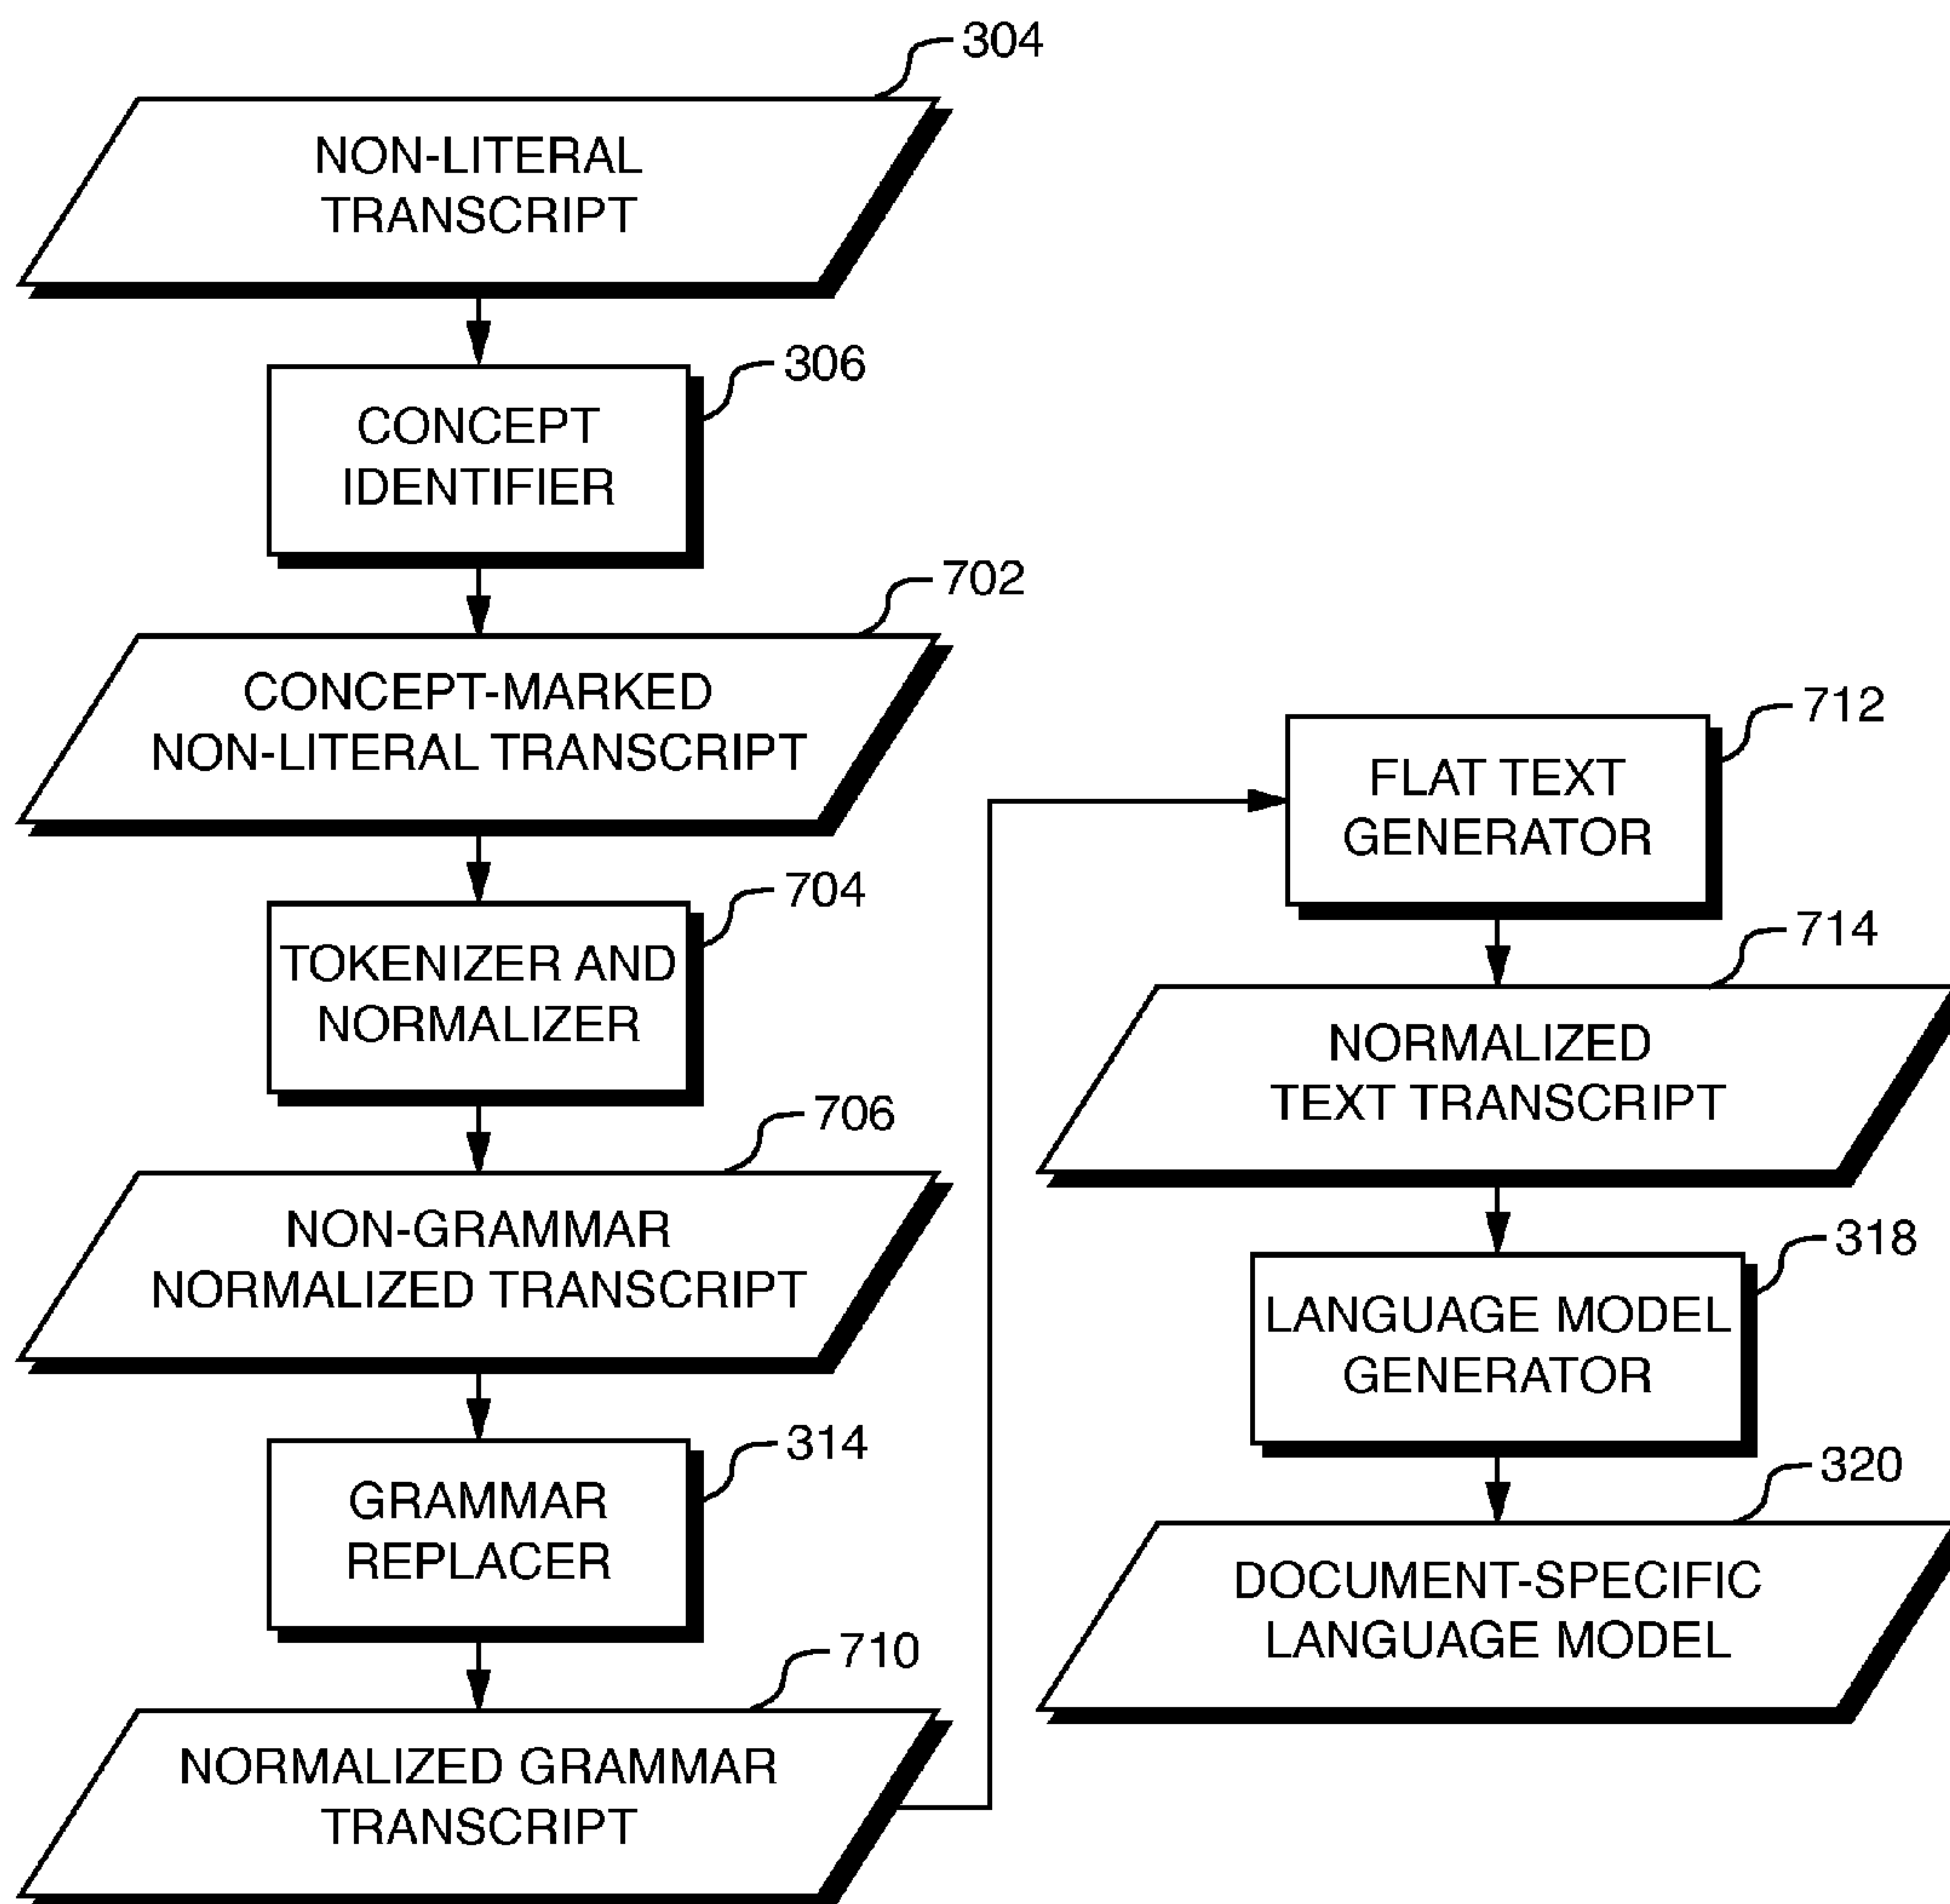 304
NON-LITERAL
TRANSCRIPT
306
CONCEPT
IDENTIFIER
702
CONCEPT-MARKED
NON-LITERAL TRANSCRIPT
704
TOKENIZER AND
NORMALIZER
706
NON-GRAMMAR
NORMALIZED TRANSCRIPT
314
GRAMMAR
REPLACER
710
NORMALIZED GRAMMAR
TRANSCRIPT
712
FLAT TEXT
GENERATOR
714
NORMALIZED
TEXT TRANSCRIPT
318
LANGUAGE MODEL
GENERATOR
320
DOCUMENT-SPECIFIC
LANGUAGE MODEL